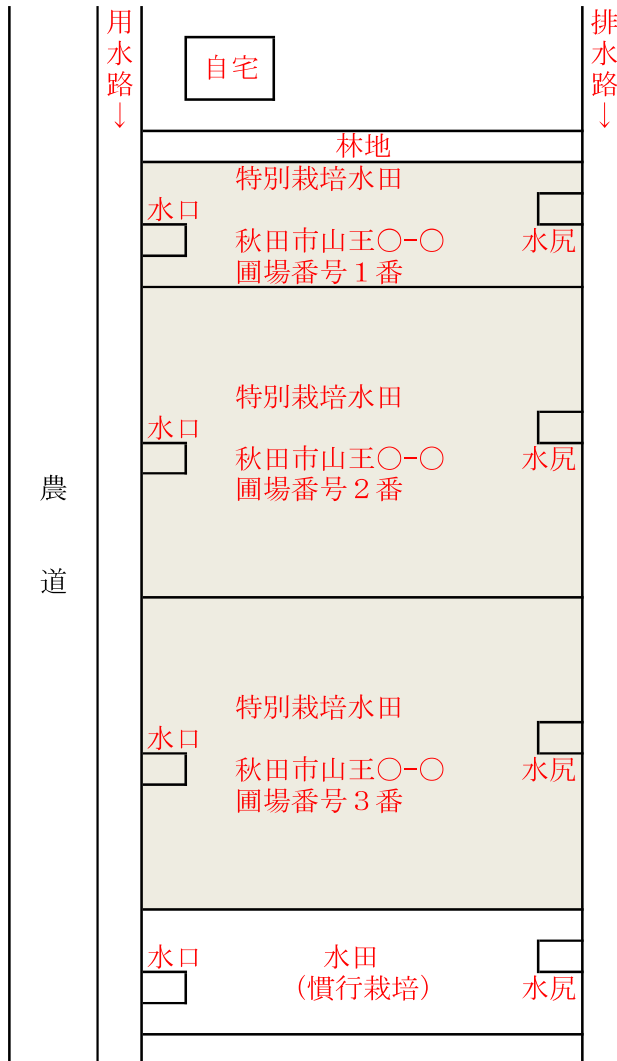 用水路↓
排水路↓
自宅
林地
特別栽培水田
水口
秋田市山王〇-〇
水尻
圃場番号１番
特別栽培水田
水口
秋田市山王〇-〇
水尻
圃場番号２番
農道
特別栽培水田
水口
秋田市山王〇-〇
水尻
圃場番号３番
水口
水田
(慣行栽培)
水尻